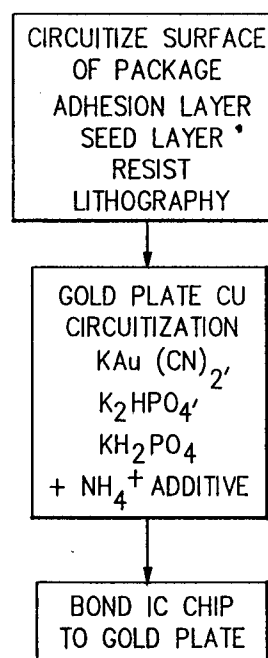 CIRCUITIZE SURFACE
OF PACKAGE
ADHESION LAYER
SEED LAYER
RESIST
LITHOGRAPHY
GOLD PLATE CU
CIRCUITIZATION
KAu (CN)₂,
K₂HPO₄,
KH₂PO₄
+ NH₄⁺ ADDITIVE
BOND IC CHIP
TO GOLD PLATE